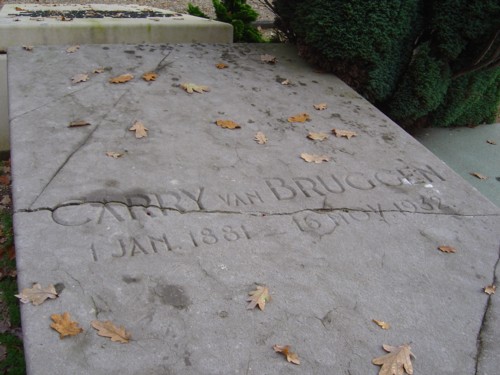 CARRY VAN BRUGGEN
1 JAN. 1881 – 16 NOV. 1932